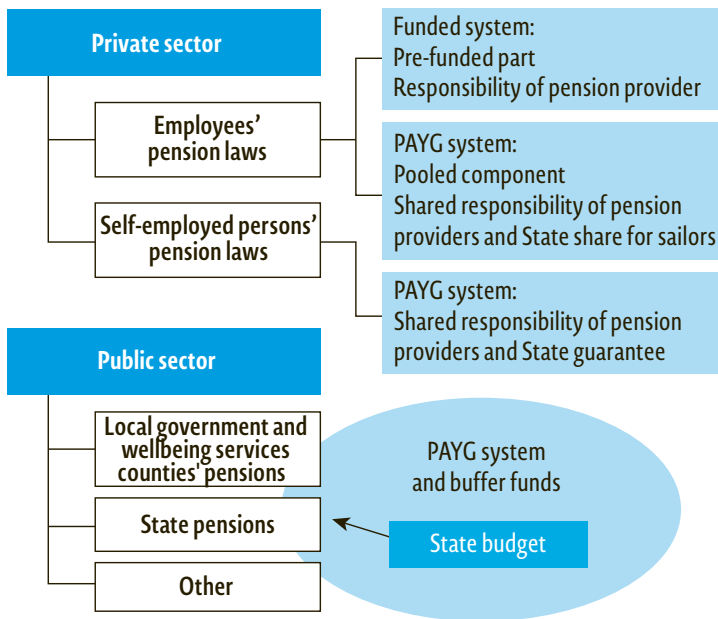 Private sector
Employees'
pension laws
Self-employed persons'
pension laws
Funded system:
Pre-funded part
Responsibility of pension provider
PAYG system:
Pooled component
Shared responsibility of pension
providers and State share for sailors
PAYG system:
Shared responsibility of pension
providers and State guarantee
Public sector
Local government and
wellbeing services
counties' pensions
State pensions
Other
PAYG system
and buffer funds
State budget